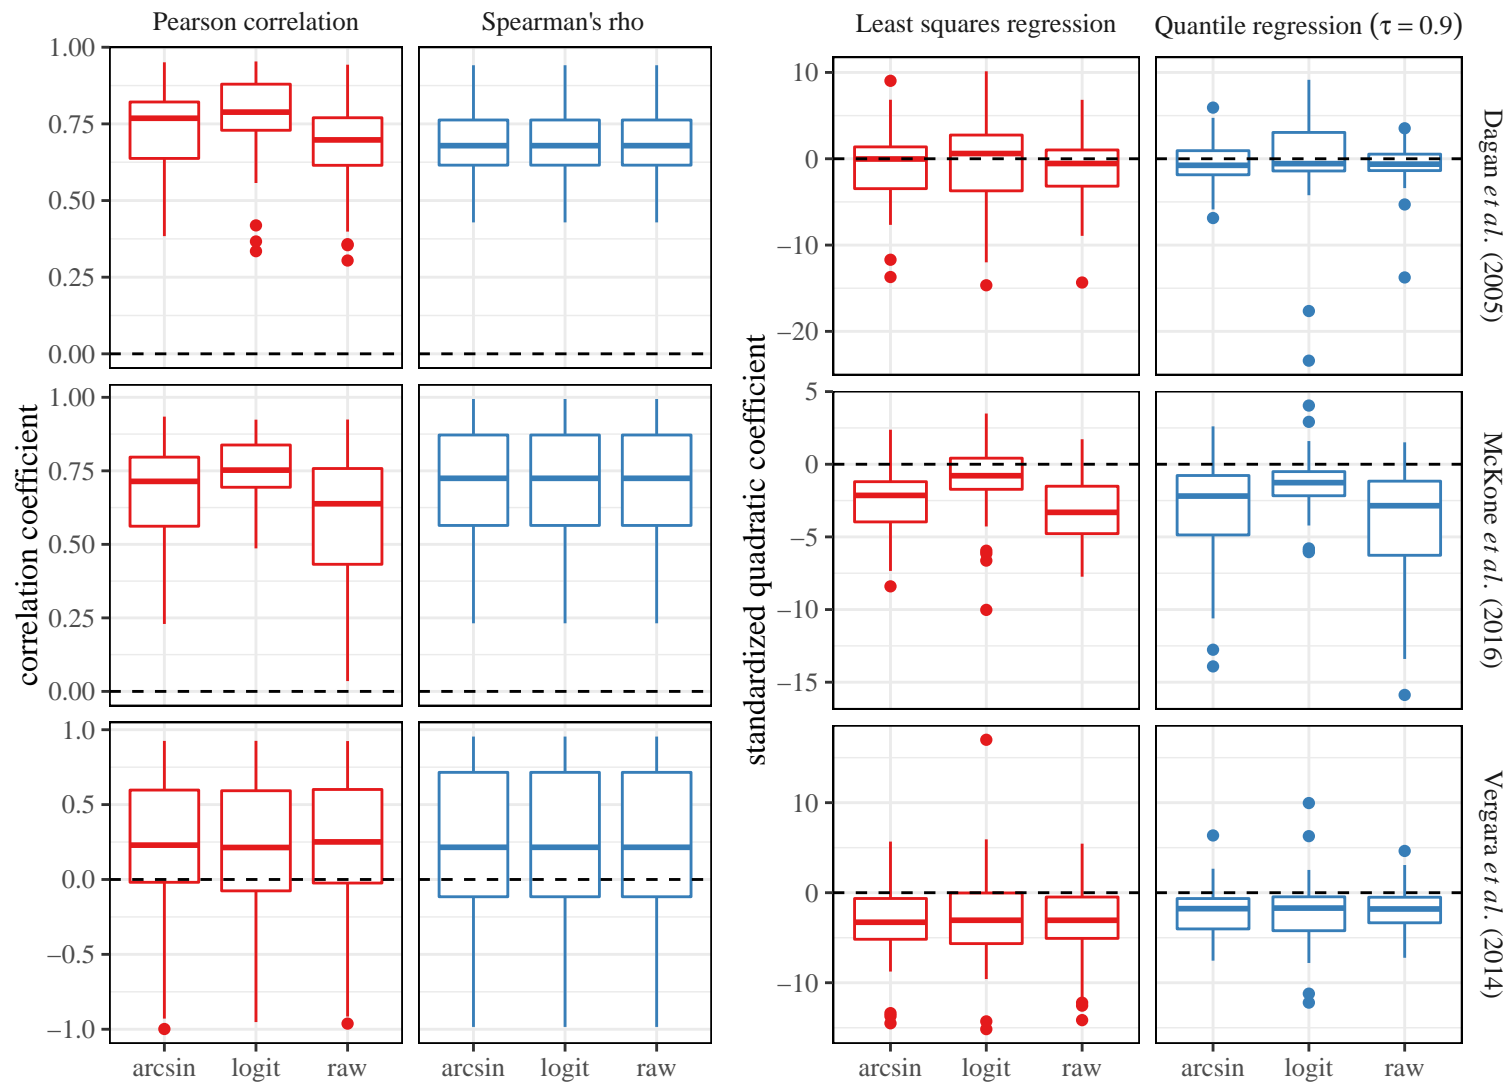 Pearson correlation
Spearman's rho
Least squares regression
Quantile regression (τ = 0.9)
correlation coefficient
1.00
0.75
0.50
0.25
0.00
1.00
0.75
0.50
0.25
0.00
1.0
0.5
0.0
−0.5
−1.0
arcsin
logit
raw
arcsin
logit
raw
standardized quadratic coefficient
10
0
−10
−20
5
0
−5
−10
−15
10
0
−10
arcsin
logit
raw
arcsin
logit
raw
Dagan et al. (2005)
McKone et al. (2016)
Vergara et al. (2014)